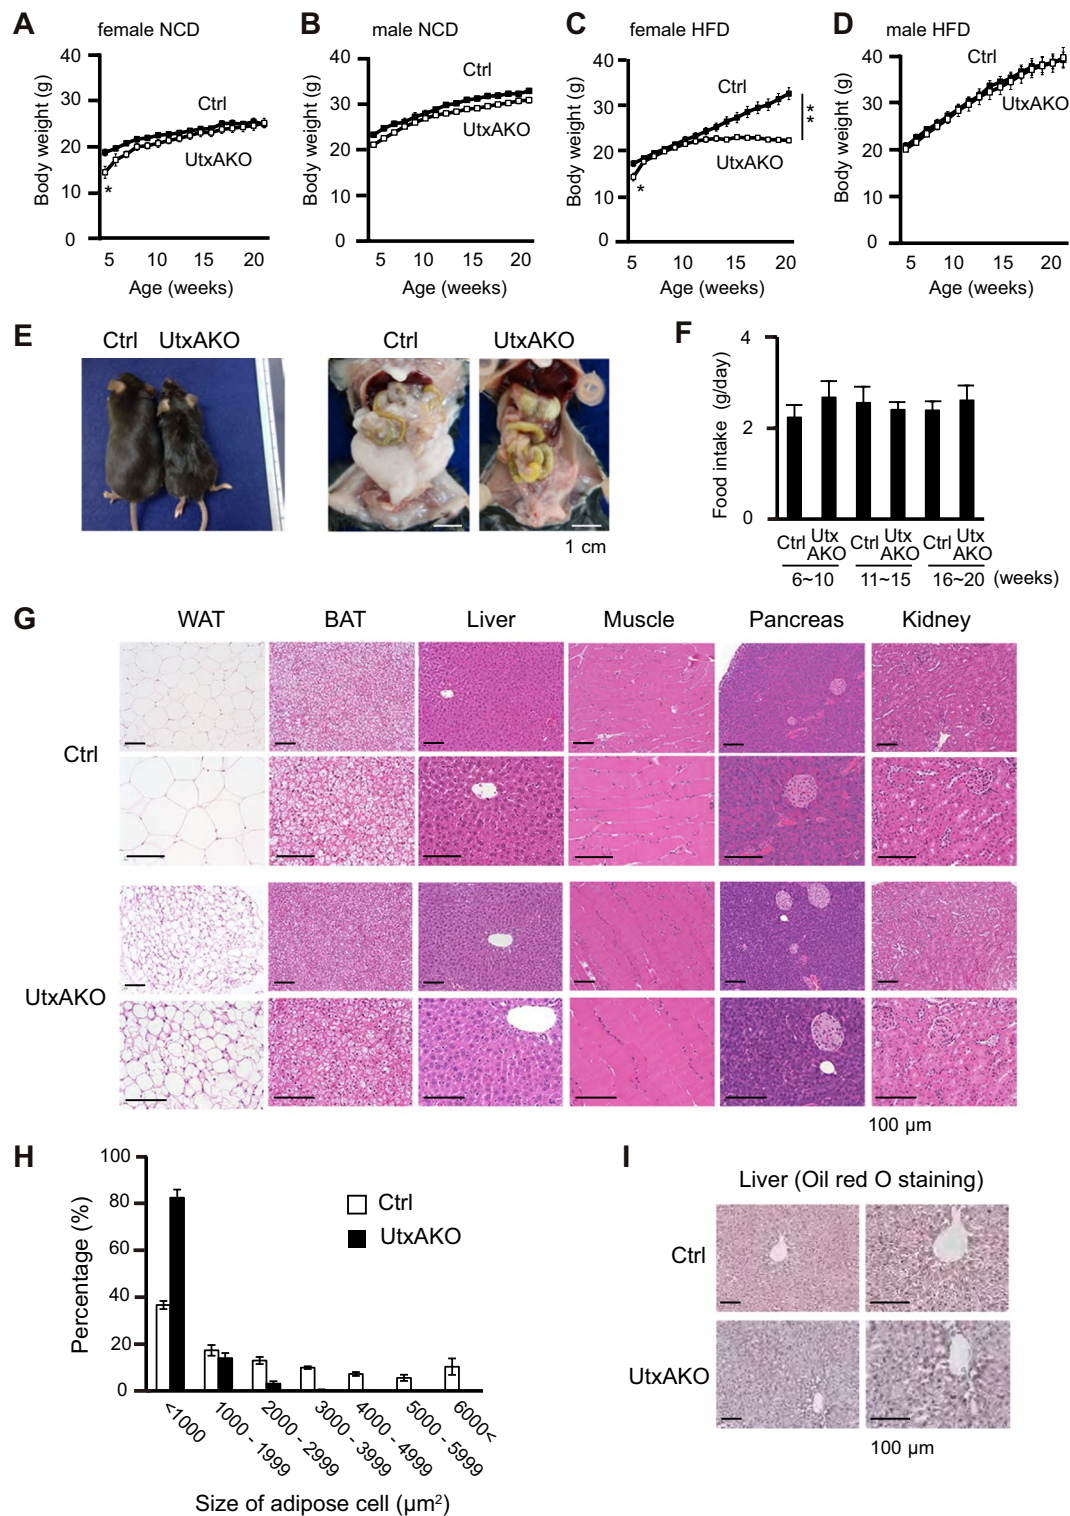 A female NCD
Body weight (g)
40
30
20
10
0
Ctrl
UtxAKO
*
5 10 15 20
Age (weeks)
B male NCD
Body weight (g)
40
30
20
10
0
Ctrl
UtxAKO
5 10 15 20
Age (weeks)
C female HFD
Body weight (g)
40
30
20
10
0
Ctrl
UtxAKO
*
**
5 10 15 20
Age (weeks)
D male HFD
Body weight (g)
40
30
20
10
0
Ctrl
UtxAKO
5 10 15 20
Age (weeks)
E
Ctrl UtxAKO
Ctrl UtxAKO
1 cm
F
Food intake (g/day)
4
2
0
Ctrl Utx AKO Ctrl Utx AKO Ctrl Utx AKO
6~10 11~15 16~20 (weeks)
G
WAT BAT Liver Muscle Pancreas Kidney
Ctrl
UtxAKO
100 μm
H
Percentage (%)
100
80
60
40
20
0
Ctrl
UtxAKO
<1000
1000 - 1999
2000 - 2999
3000 - 3999
4000 - 4999
5000 - 5999
6000<
Size of adipose cell (μm²)
I
Liver (Oil red O staining)
Ctrl
UtxAKO
100 μm